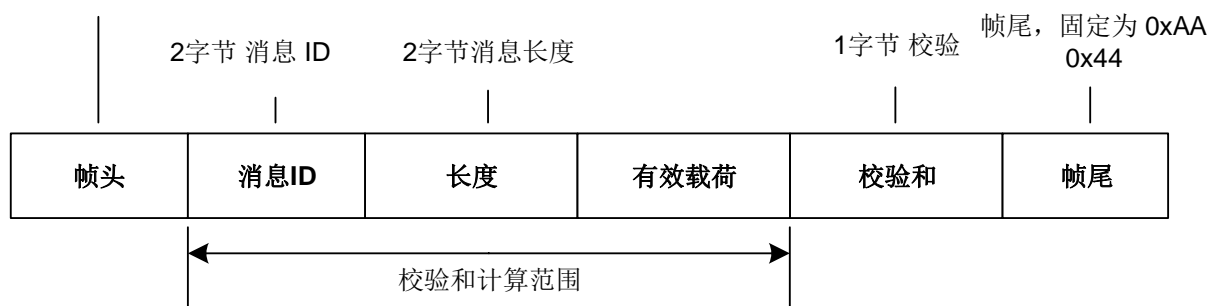 2字节 消息 ID
2字节消息长度
1字节 校验
帧尾，固定为 0xAA
0x44
帧头
消息ID
长度
有效载荷
校验和
帧尾
校验和计算范围